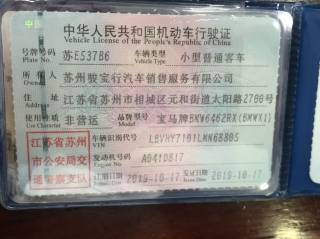 中华人民共和国机动车行驶证
Vehicle License of the People's Republic of China
号牌号码 苏E537B6 车辆类型 小型普通客车
Plate No. Vehicle Type
所有人 苏州骏宝行汽车销售服务有限公司
Owner
住址 江苏省苏州市相城区元和街道太阳路2788号
Address
使用性质 非营运 品牌型号 宝马牌BMW6462RX(BMWX1)
Use Character Model
江苏省苏州 车辆识别代号 LBVHY7101LMN68805
VIN
市公安局交 发动机号码 A041D817
Engine No.
通警察支队 注册日期 2019-10-17 发证日期 2019-10-17
Issue Date